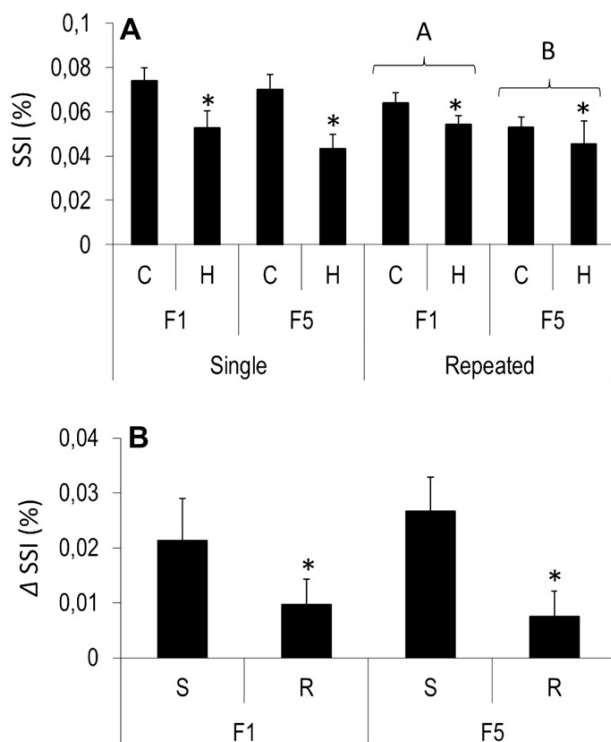 A
SSI (%)
0,1
0,08
0,06
0,04
0,02
0
*
*
A
*
B
*
C H C H C H C H
F1 F5 F1 F5
Single Repeated
B
Δ SSI (%)
0,04
0,03
0,02
0,01
0
*
*
S R S R
F1 F5